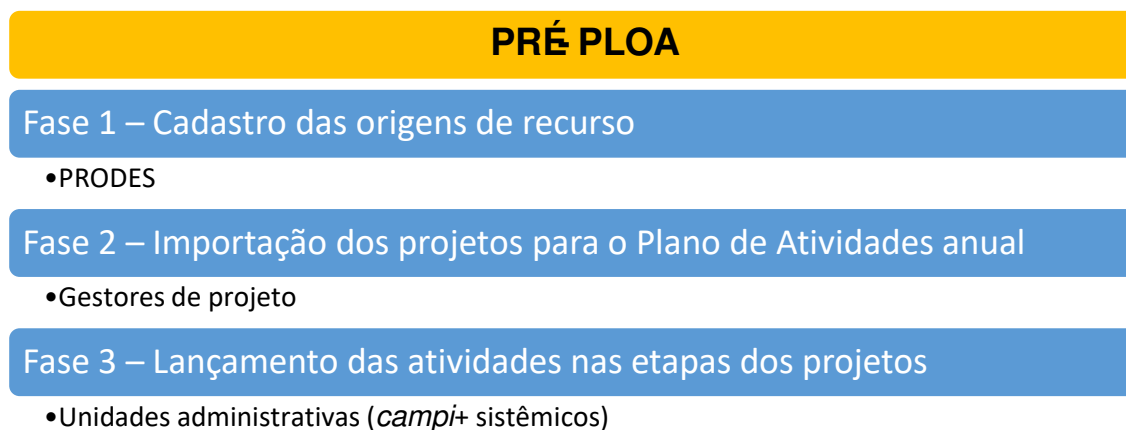 PRÉ- PLOA
Fase 1 – Cadastro das origens de recurso
•PRODES
Fase 2 – Importação dos projetos para o Plano de Atividades anual
•Gestores de projeto
Fase 3 – Lançamento das atividades nas etapas dos projetos
•Unidades administrativas (campi+ sistêmicos)